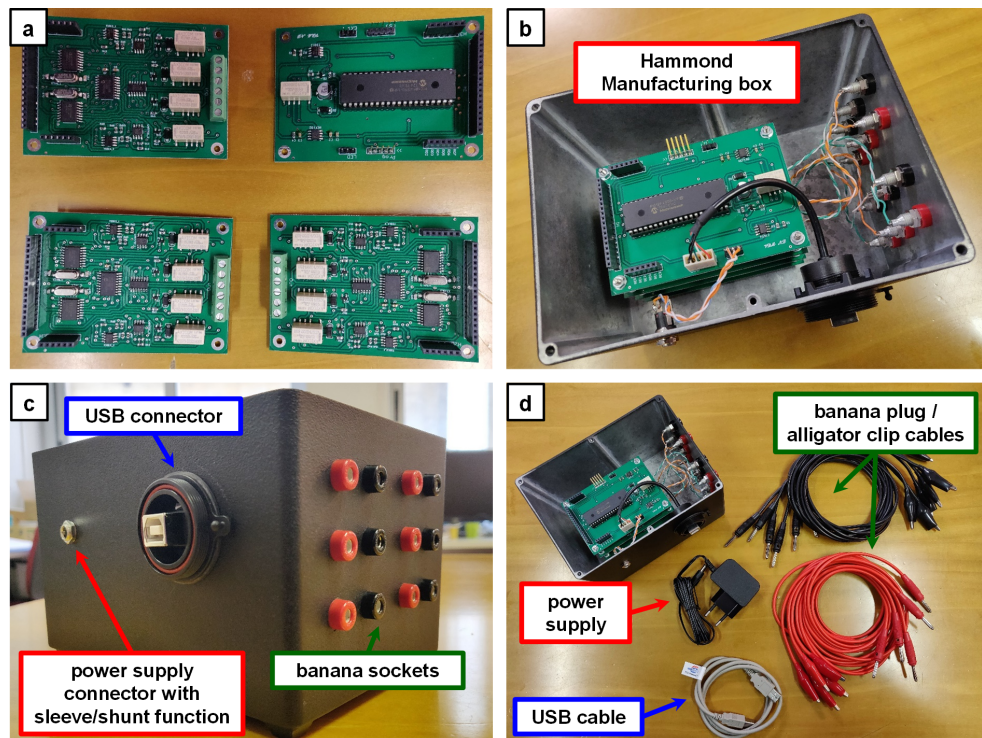 a
b
Hammond
Manufacturing box
c
USB connector
power supply
connector with
sleeve/shunt function
banana sockets
d
banana plug /
alligator clip cables
power
supply
USB cable